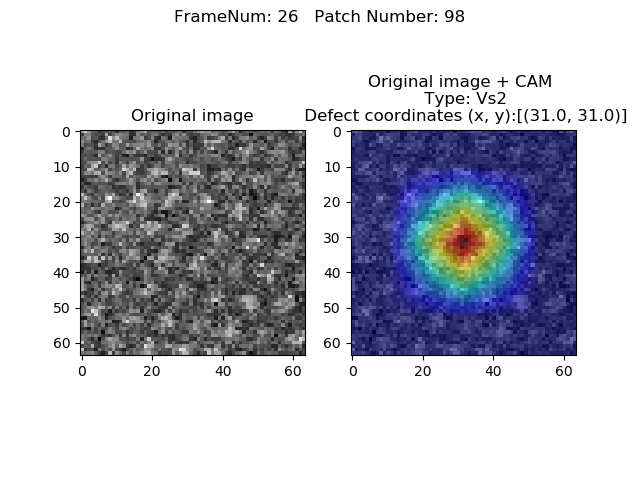 FrameNum: 26   Patch Number: 98
Original image
Original image + CAM
Type: Vs2
Defect coordinates (x, y):[(31.0, 31.0)]
0
10
20
30
40
50
60
0 20 40 60
0
10
20
30
40
50
60
0 20 40 60